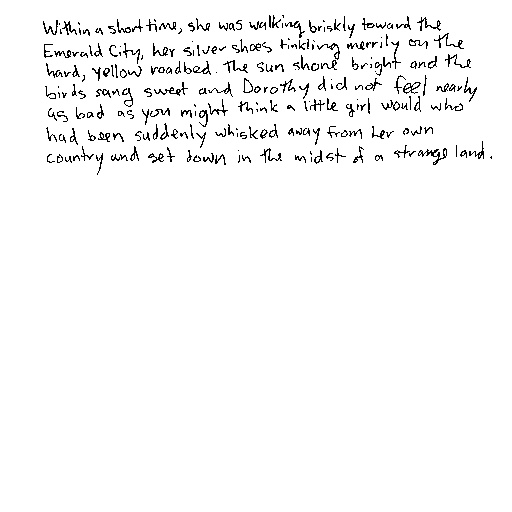 Within a short time, she was walking briskly toward the
Emerald City, her silver shoes tinkling merrily on the
hard, yellow roadbed. The sun shone bright and the
birds sang sweet and Dorothy did not feel nearly
as bad as you might think a little girl would who
had been suddenly whisked away from her own
country and set down in the midst of a strange land.